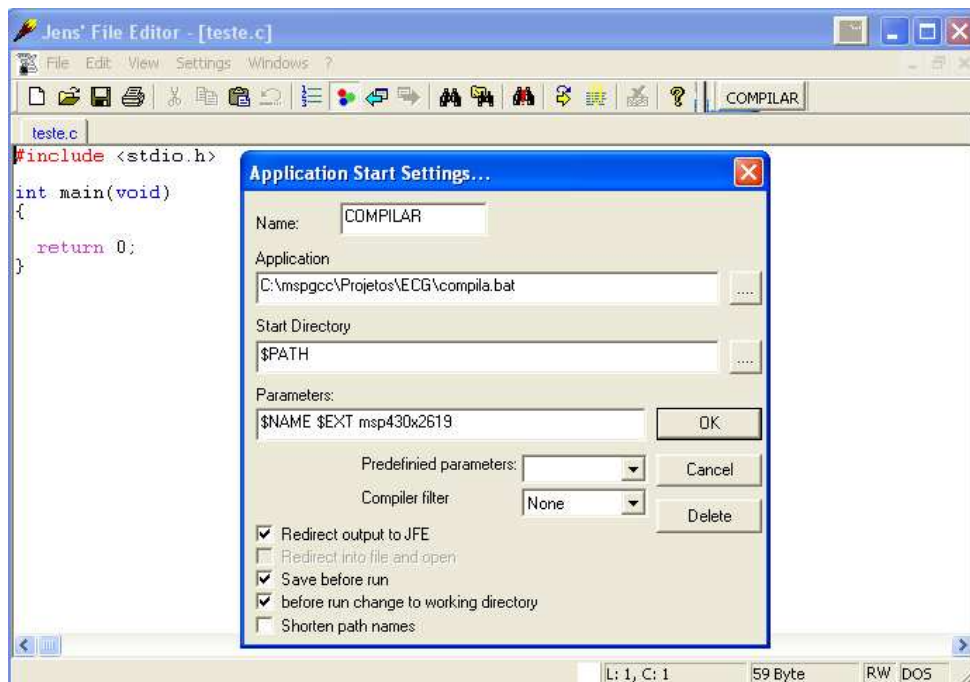 Jens' File Editor - [teste.c]
File Edit View Settings Windows ?
COMPILAR
teste.c
#include <stdio.h>
int main(void)
{
return 0;
}
Application Start Settings...
Name: COMPILAR
Application
C:\mspgcc\Projetos\ECG\compila.bat
....
Start Directory
$PATH
....
Parameters:
$NAME $EXT msp430x2619
OK
Predefinied parameters:
Cancel
Compiler filter None
Delete
Redirect output to JFE
Redirect into file and open
Save before run
before run change to working directory
Shorten path names
L: 1, C: 1 59 Byte RW DOS